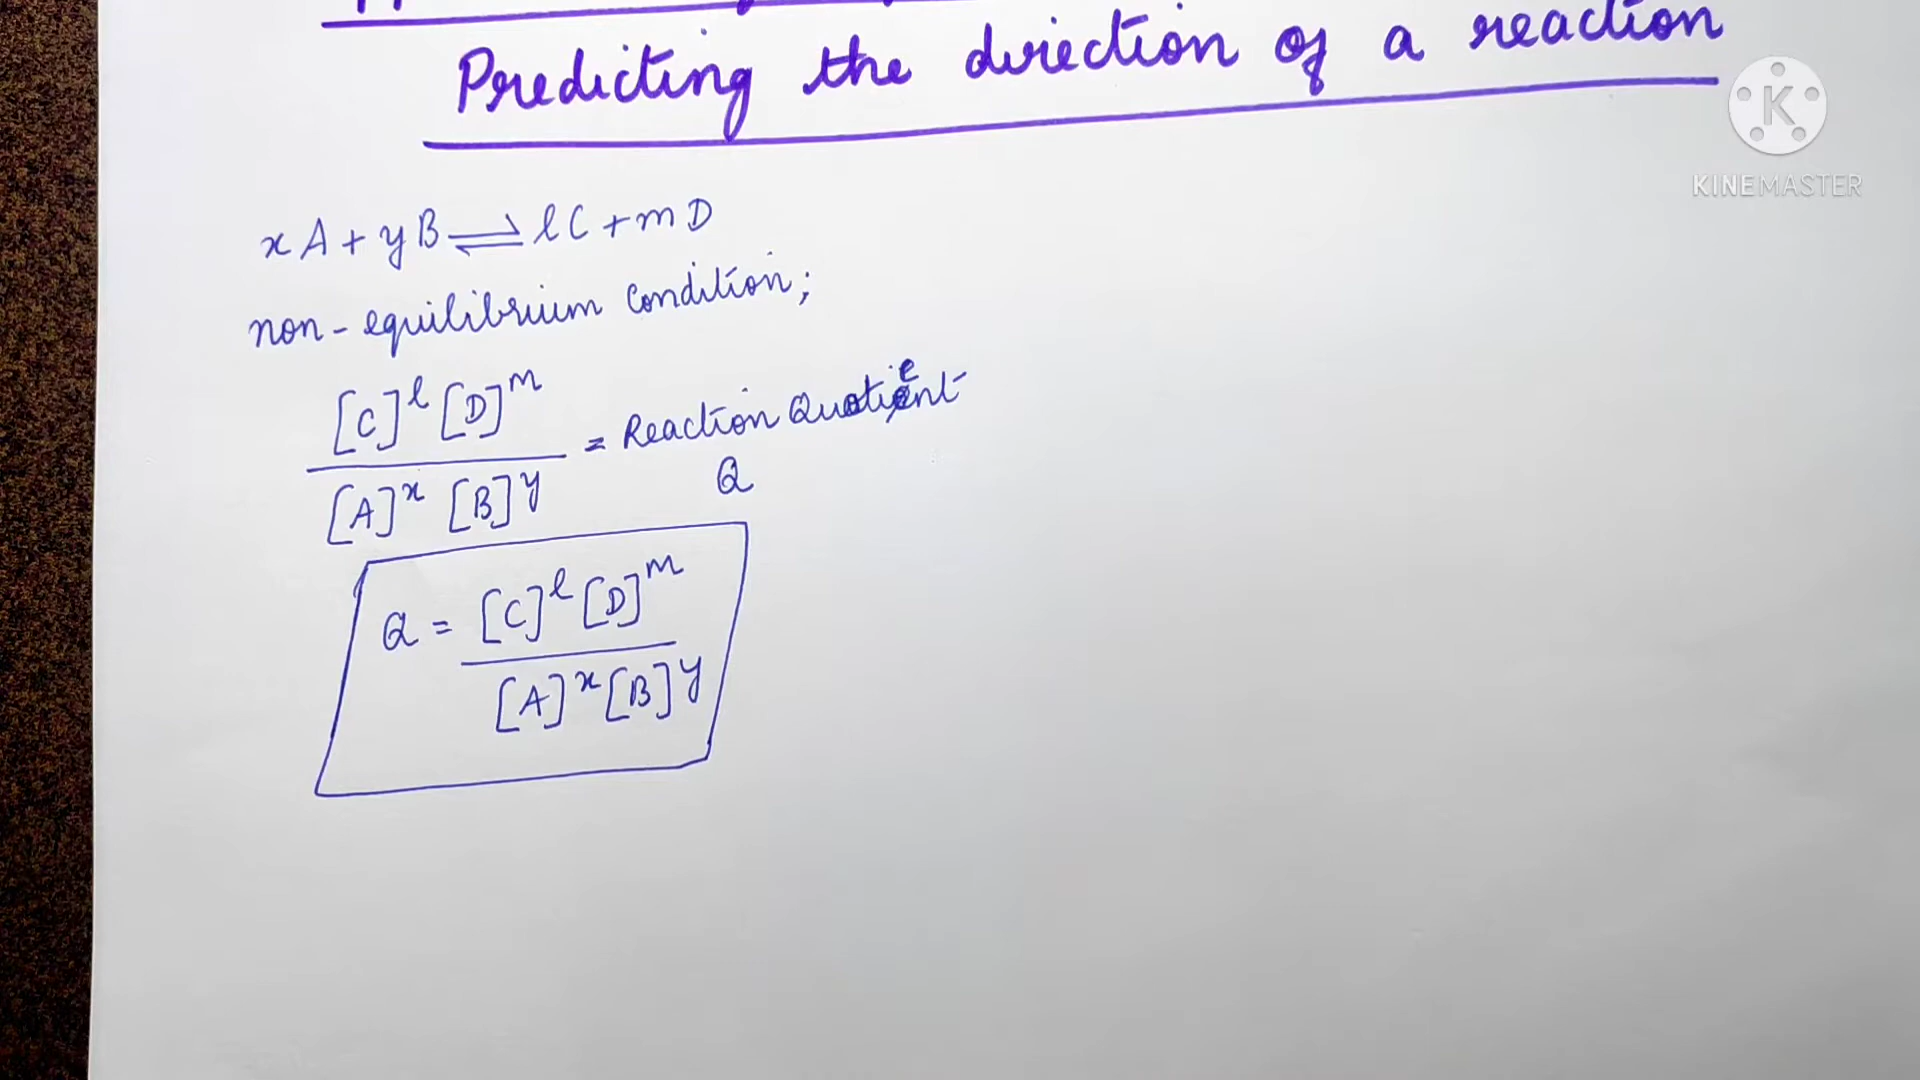 Predicting the direction of a reaction
K
KINEMASTER
xA + yB ⇌ lC + mD
non-equilibrium condition;
[C]^l [D]^m
= Reaction Quotient
[A]^x [B]^y
Q
Q = [C]^l [D]^m
[A]^x [B]^y